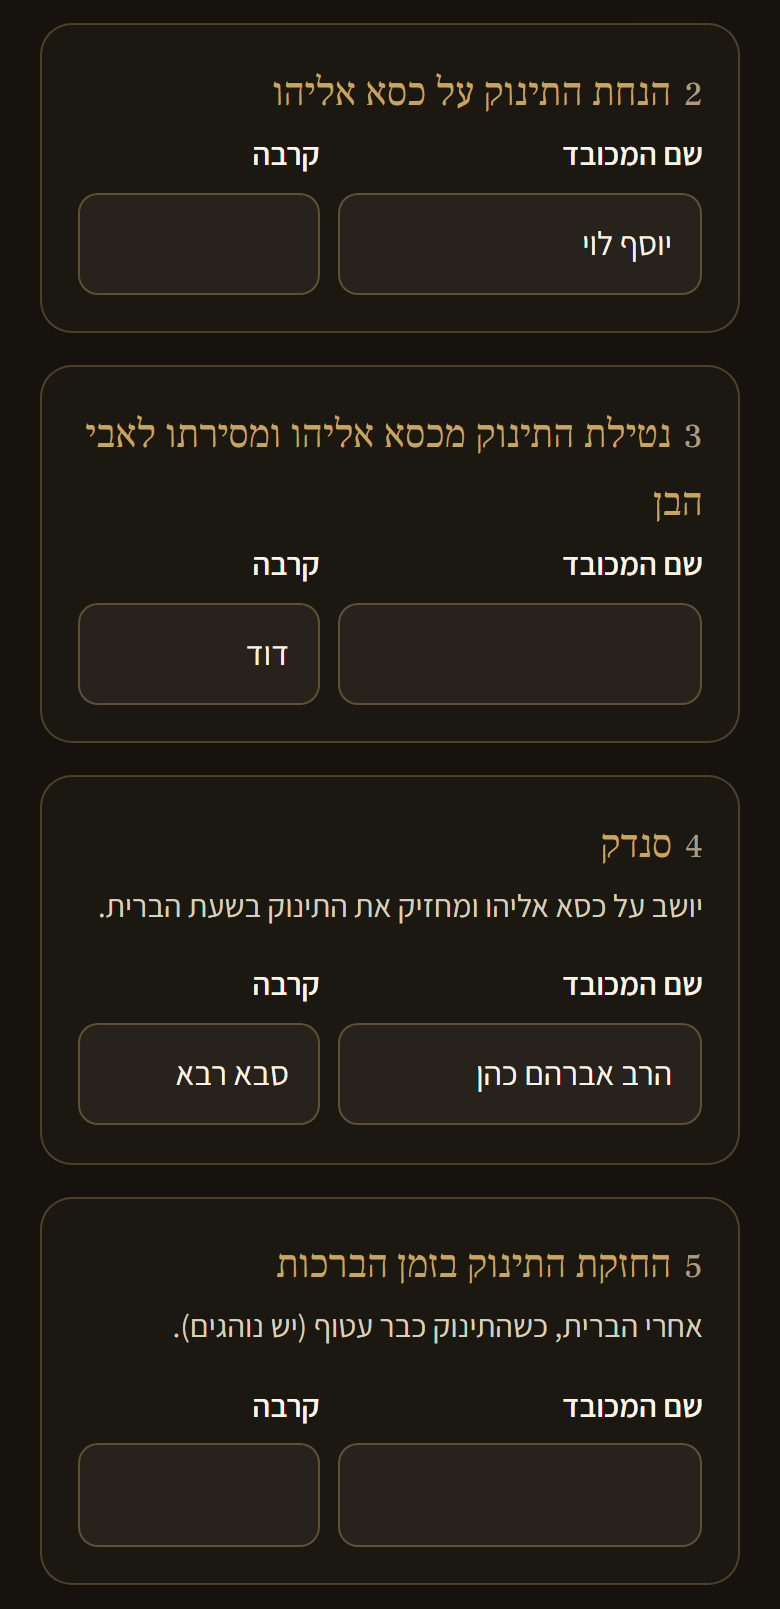 2 הנחת התינוק על כסא אליהו
שם המכובד קרבה
יוסף לוי
3 נטילת התינוק מכסא אליהו ומסירתו לאבי
הבן
שם המכובד קרבה
דוד
4 סנדק
יושב על כסא אליהו ומחזיק את התינוק בשעת הברית.
שם המכובד קרבה
הרב אברהם כהן סבא רבא
5 החזקת התינוק בזמן הברכות
אחרי הברית, כשהתינוק כבר עטוף (יש נוהגים).
שם המכובד קרבה